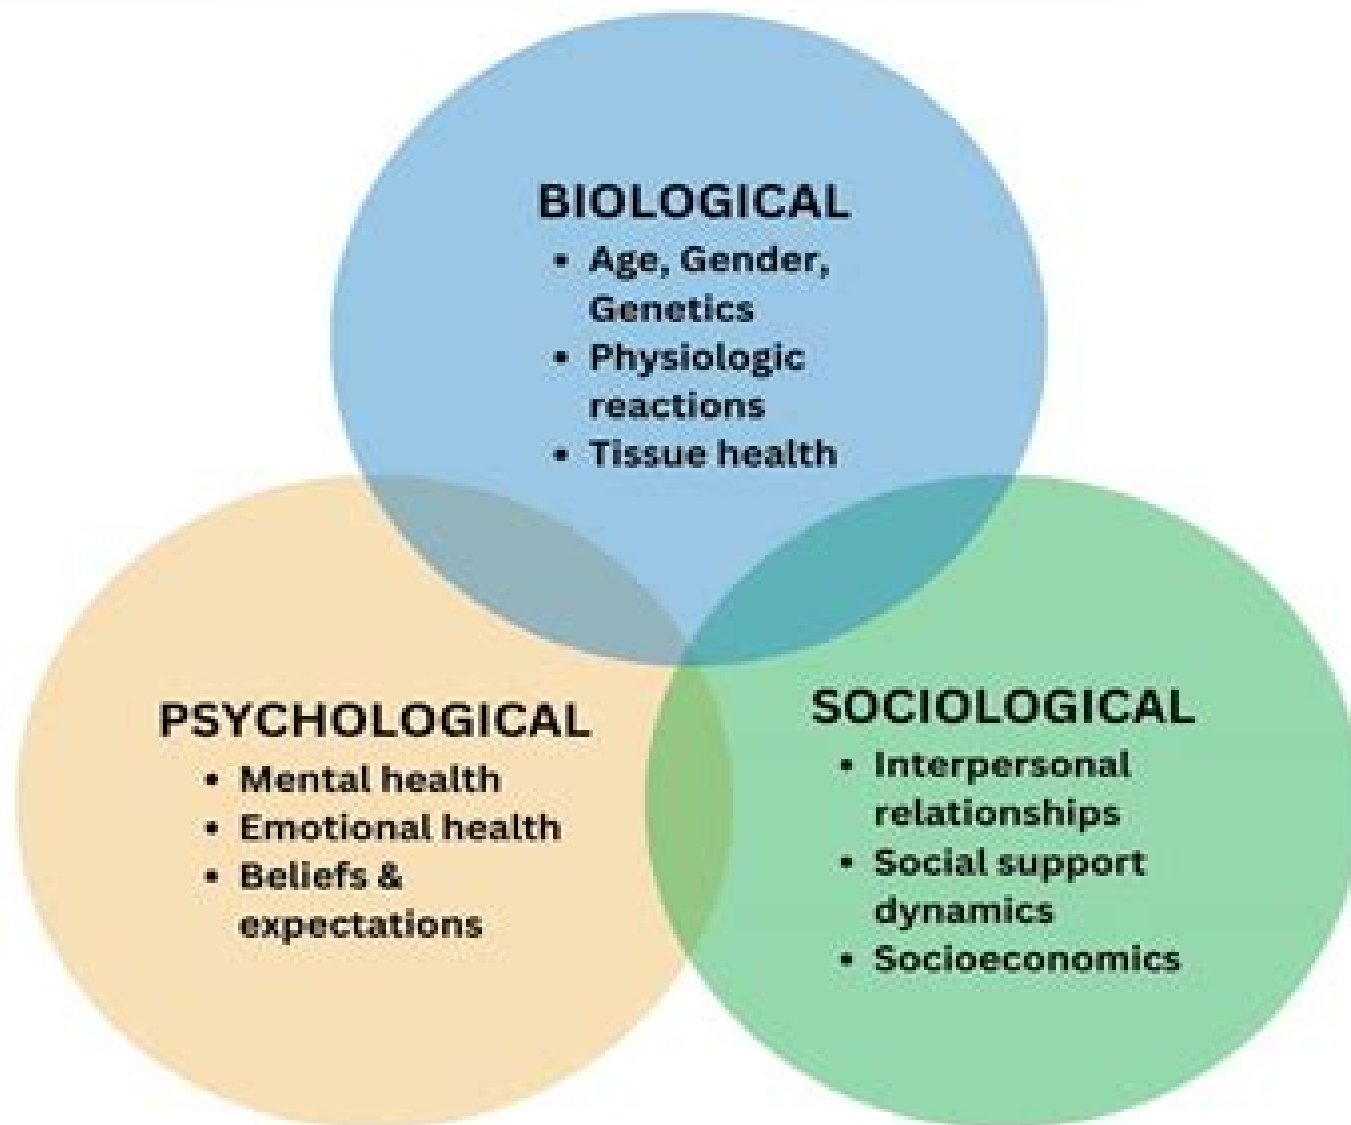 BIOLOGICAL
• Age, Gender,
Genetics
• Physiologic
reactions
• Tissue health
PSYCHOLOGICAL
• Mental health
• Emotional health
• Beliefs &
expectations
SOCIOLOGICAL
• Interpersonal
relationships
• Social support
dynamics
• Socioeconomics